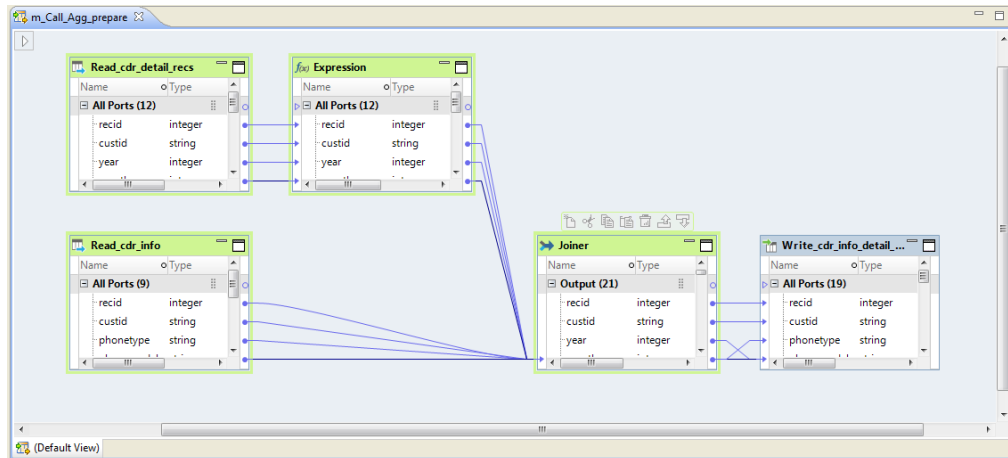 m_Call_Agg_prepare
Read_cdr_detail_recs
Name Type
All Ports (12)
recid integer
custid string
year integer
f(x) Expression
Name Type
All Ports (12)
recid integer
custid string
year integer
Read_cdr_info
Name Type
All Ports (9)
recid integer
custid string
phonetype string
Joiner
Name Type
Output (21)
recid integer
custid string
year integer
Write_cdr_info_detail_...
Name Type
All Ports (19)
recid integer
custid string
phonetype string
(Default View)